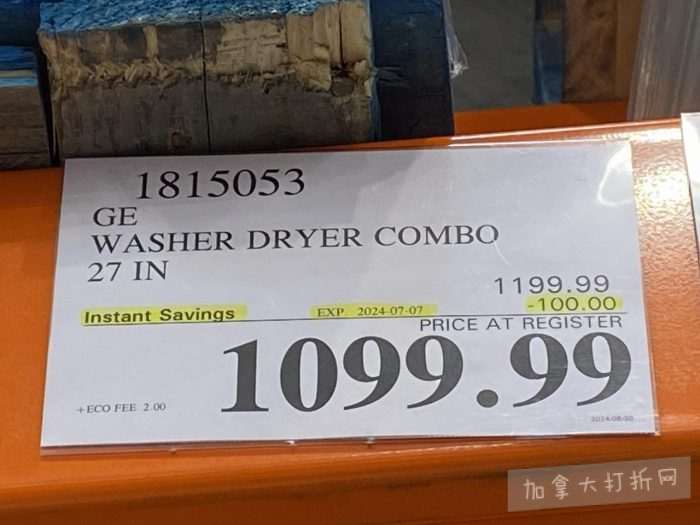 1815053
GE
WASHER DRYER COMBO
27 IN
1199.99
Instant Savings EXP. 2024-07-07 -100.00
PRICE AT REGISTER
1099.99
+ECO FEE 2.00
加拿大打折网